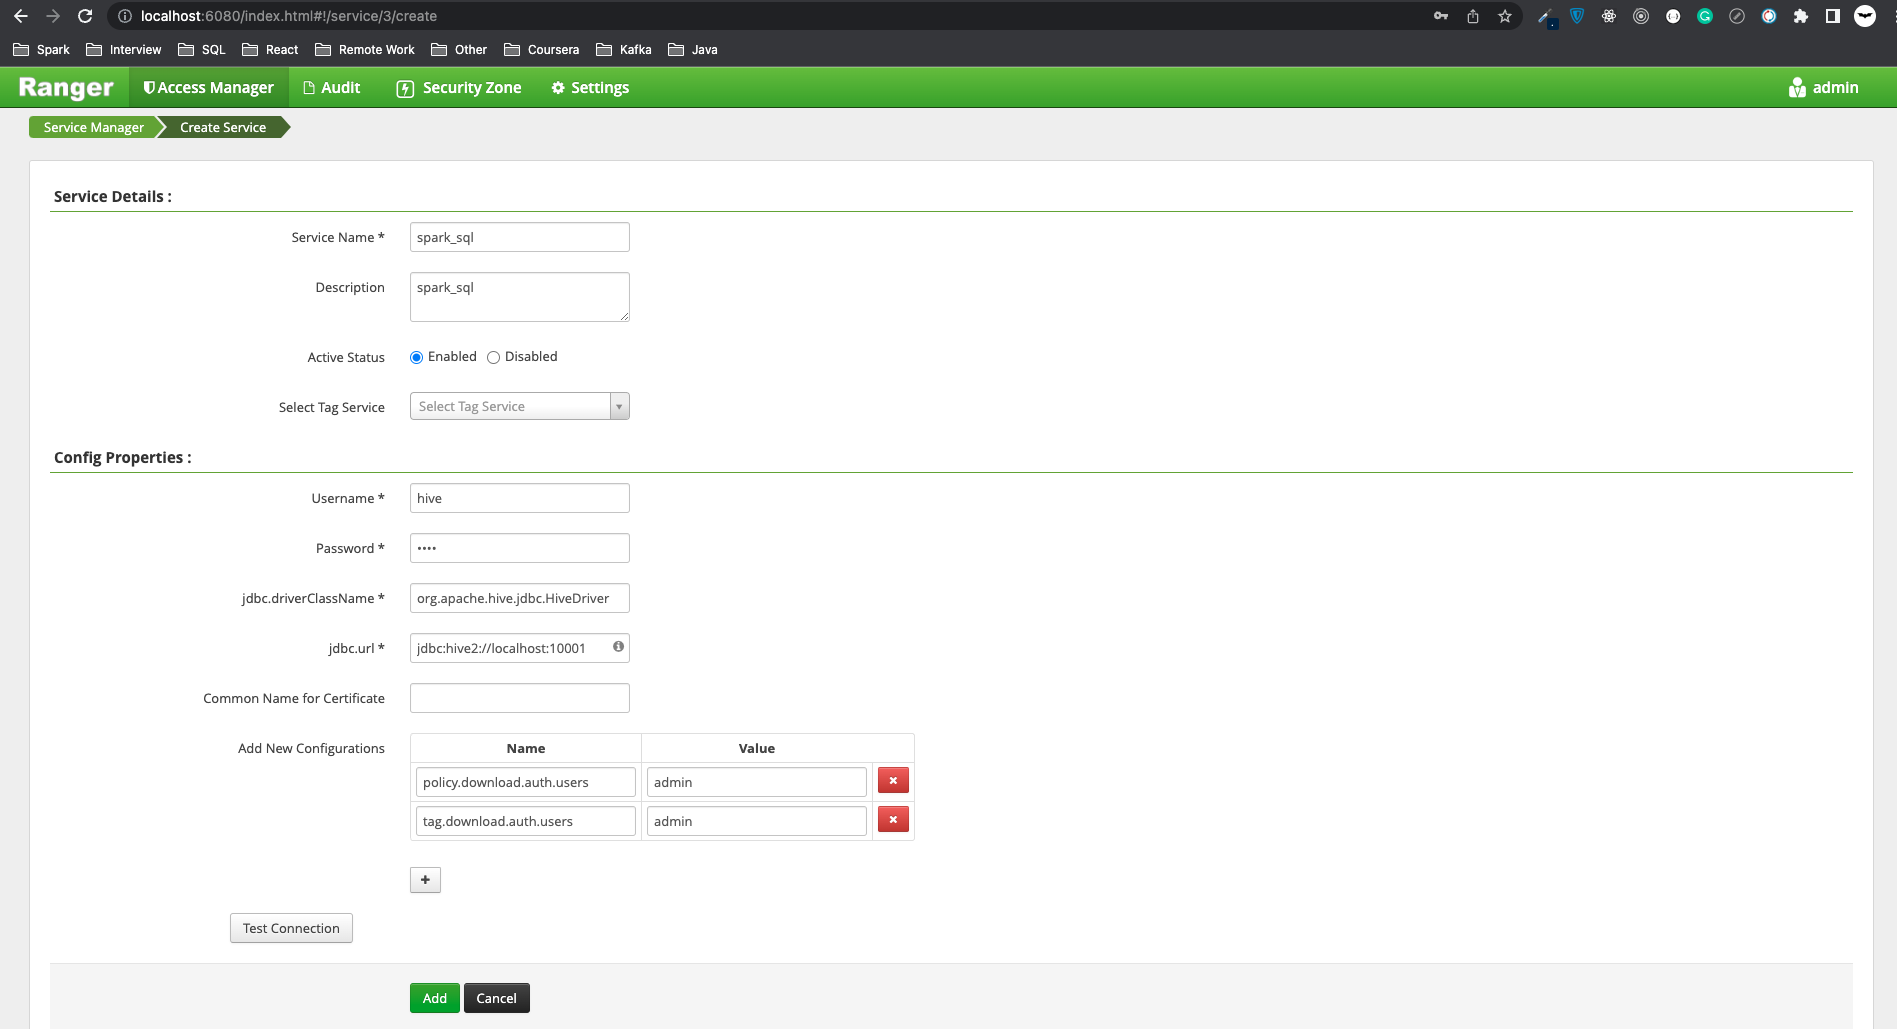 localhost:6080/index.html#!/service/3/create
Spark Interview SQL React Remote Work Other Coursera Kafka Java
Ranger Access Manager Audit Security Zone Settings admin
Service Manager Create Service
Service Details :
Service Name * spark_sql
Description spark_sql
Active Status Enabled Disabled
Select Tag Service Select Tag Service
Config Properties :
Username * hive
Password * ••••
jdbc.driverClassName * org.apache.hive.jdbc.HiveDriver
jdbc.url * jdbc:hive2://localhost:10001
Common Name for Certificate
Add New Configurations Name Value
policy.download.auth.users admin
tag.download.auth.users admin
+
Test Connection
Add Cancel